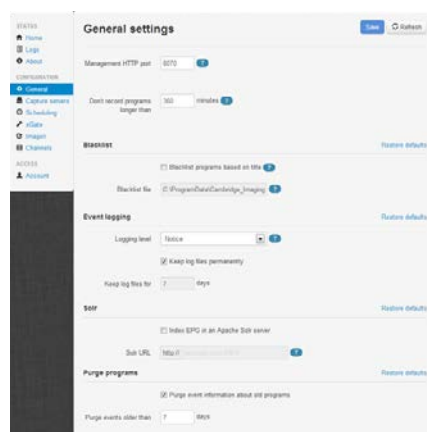 STATUS
Home
Logs
About
CONFIGURATION
General
Capture servers
Scheduling
xGate
Images
Channels
ACCESS
Account
General settings
Save
Refresh
Management HTTP port 8070 ?
Don't record programs longer than 360 minutes ?
Blacklist Restore defaults
Blacklist programs based on title ?
Blacklist file C:\ProgramData\Cambridge_Imaging ?
Event logging Restore defaults
Logging level Notice ?
Keep log files permanently
Keep log files for 7 days
Solr Restore defaults
Index EPG in an Apache Solr server
Solr URL http:// ?
Purge programs Restore defaults
Purge event information about old programs
Purge events older than 7 days